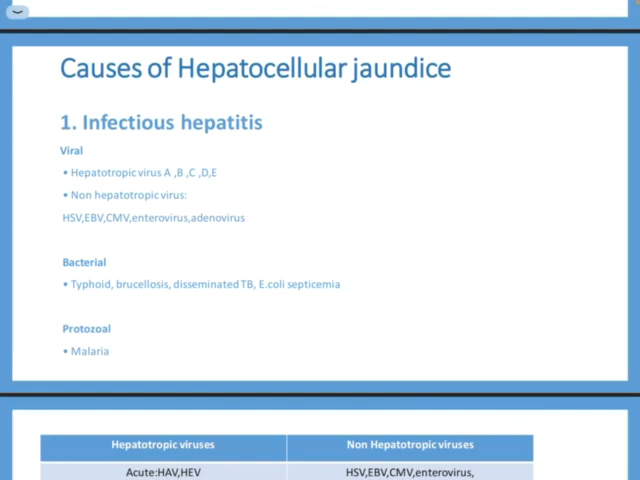 Causes of Hepatocellular jaundice
1. Infectious hepatitis
Viral
• Hepatotropic virus A ,B ,C ,D,E
• Non hepatotropic virus:
HSV,EBV,CMV,enterovirus,adenovirus
Bacterial
• Typhoid, brucellosis, disseminated TB, E.coli septicemia
Protozoal
• Malaria
Hepatotropic viruses Non Hepatotropic viruses
Acute:HAV,HEV HSV,EBV,CMV,enterovirus,